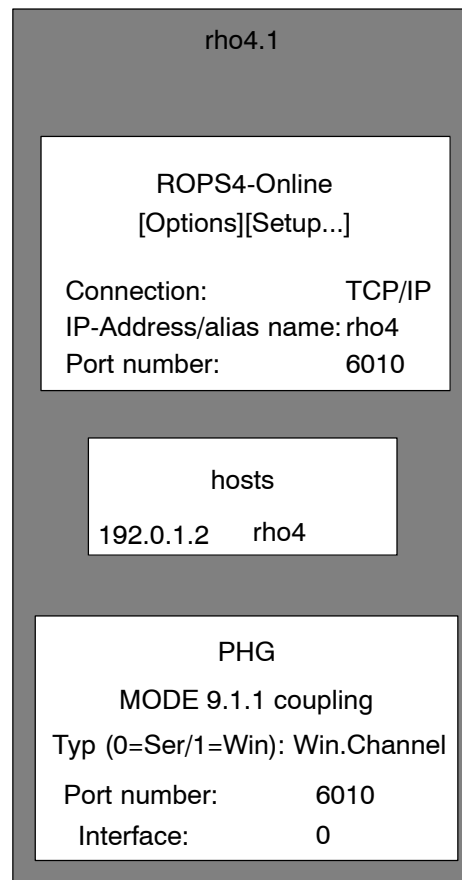 rho4.1
ROPS4-Online
[Options][Setup...]
Connection: TCP/IP
IP-Address/alias name: rho4
Port number: 6010
hosts
192.0.1.2 rho4
PHG
MODE 9.1.1 coupling
Typ (0=Ser/1=Win): Win.Channel
Port number: 6010
Interface: 0